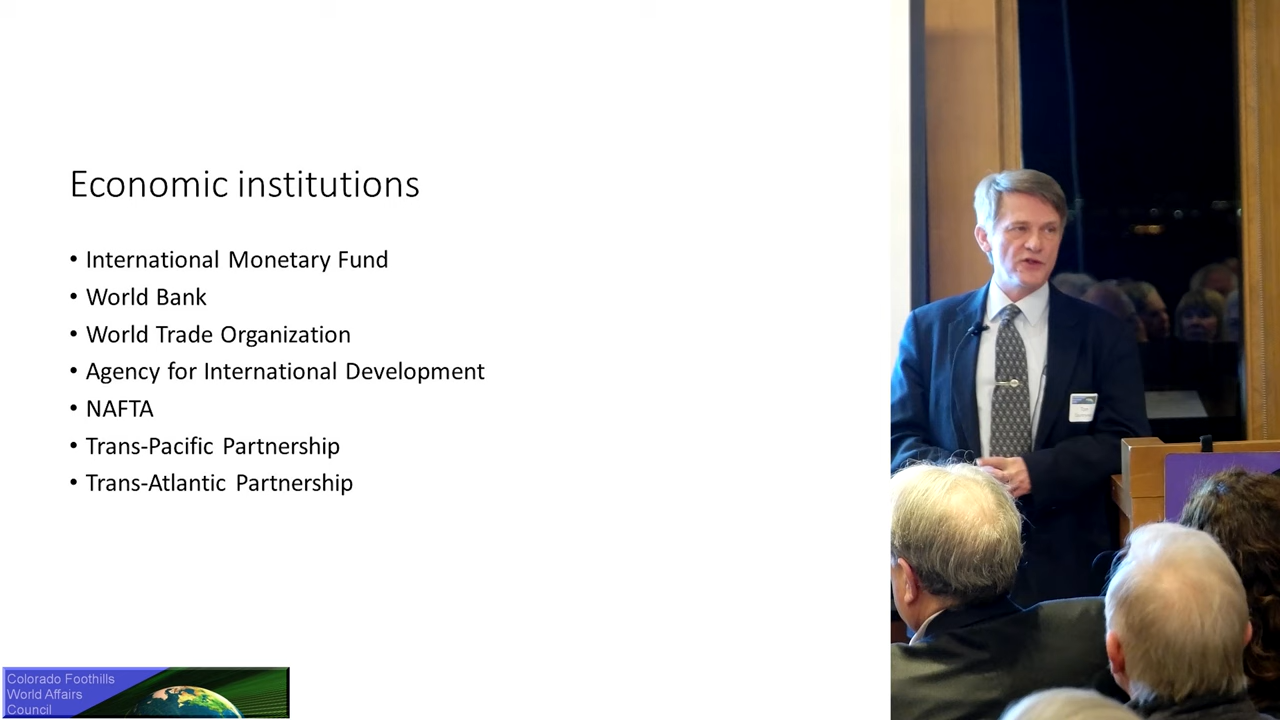 Economic institutions
• International Monetary Fund
• World Bank
• World Trade Organization
• Agency for International Development
• NAFTA
• Trans-Pacific Partnership
• Trans-Atlantic Partnership
Colorado Foothills
World Affairs
Council